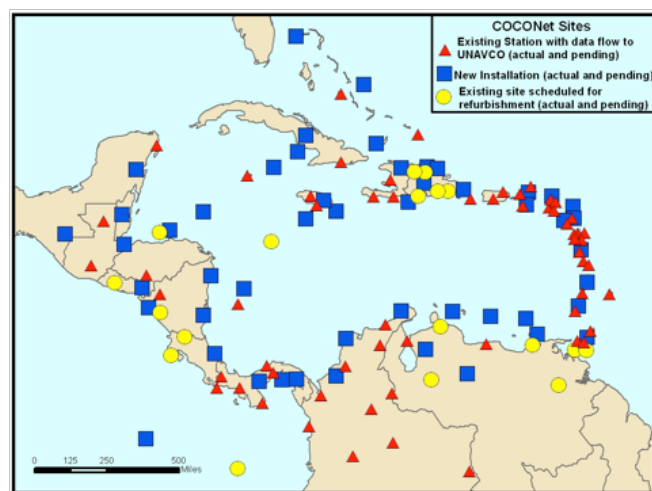 COCONet Sites
Existing Station with data flow to
UNAVCO (actual and pending)
New Installation (actual and pending)
Existing site scheduled for
refurbishment (actual and pending)
0 125 250 500
Miles